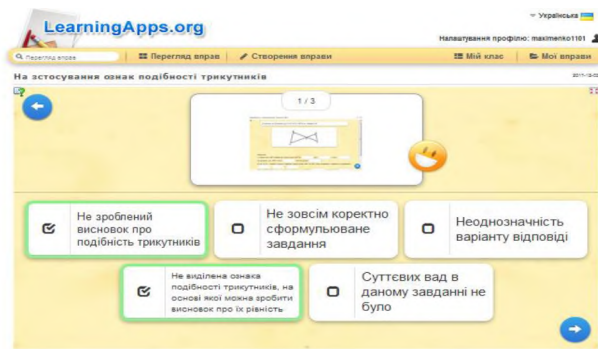 LearningApps.org
Українська
Налаштування профілю: maximenko1101
Перегляд вправ
Перегляд вправ
Створення вправи
Мій клас
Мої вправи
На зстосування ознак подібності трикутників
1 / 3
Не зроблений
висновок про
подібність трикутників
Не зовсім коректно
сформульоване
завдання
Неоднозначність
варіанту відповіді
Не виділена ознака
подібності трикутників, на
основі якої можна зробити
висновок про їх рівність
Суттєвих вад в
даному завданні не
було